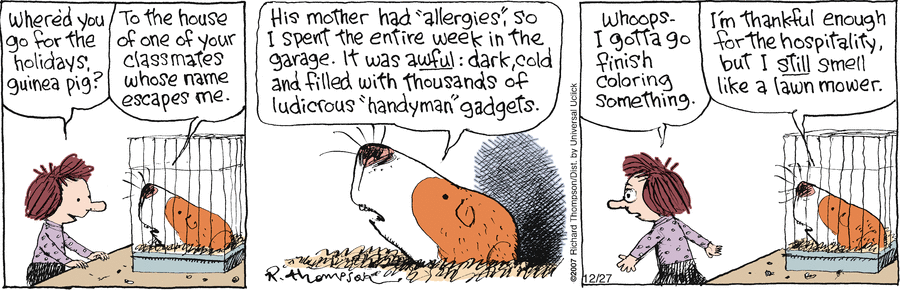 Where'd you
go for the
holidays,
guinea pig?
To the house
of one of your
classmates
whose name
escapes me.
His mother had "allergies", so
I spent the entire week in the
garage. It was awful: dark, cold
and filled with thousands of
ludicrous "handyman" gadgets.
R. thompson
©2007 Richard Thompson/Dist. by Universal Uclick
Whoops-
I gotta go
finish
coloring
something.
12/27
I'm thankful enough
for the hospitality,
but I still smell
like a lawn mower.